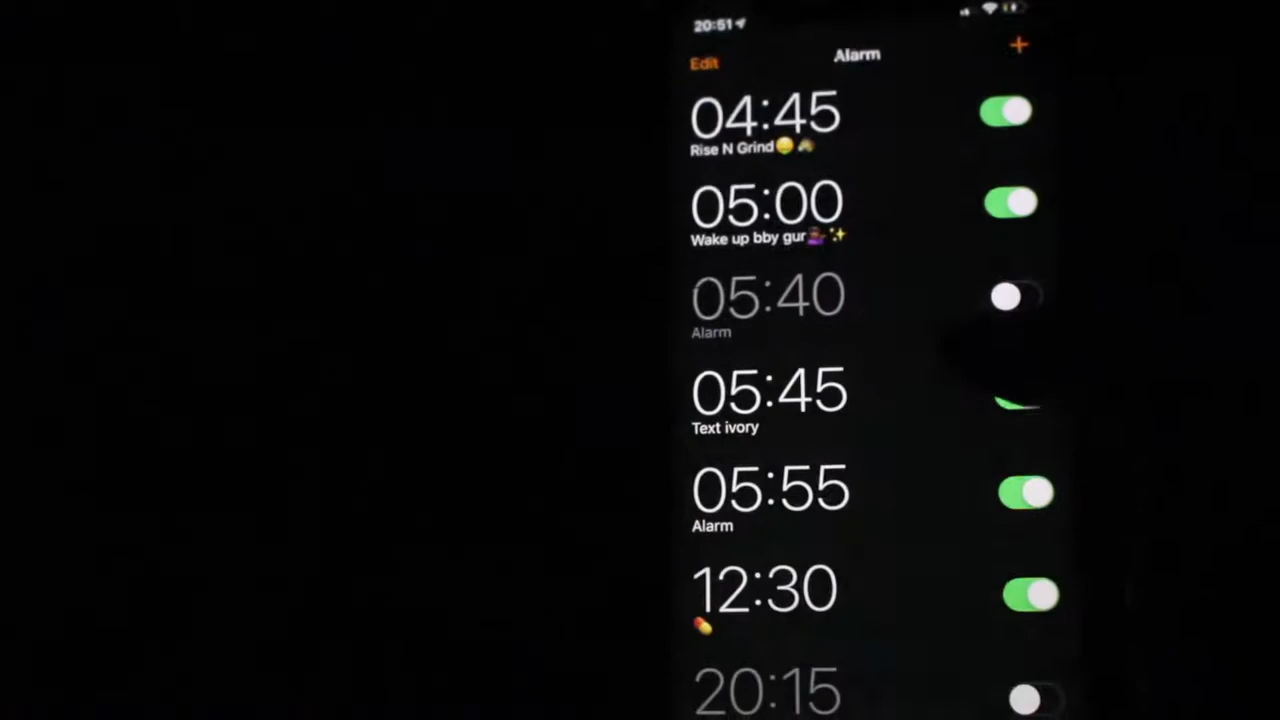 20:51
Edit
Alarm
+
04:45
Rise N Grind
05:00
Wake up bby gur
05:40
Alarm
05:45
Text ivory
05:55
Alarm
12:30
20:15